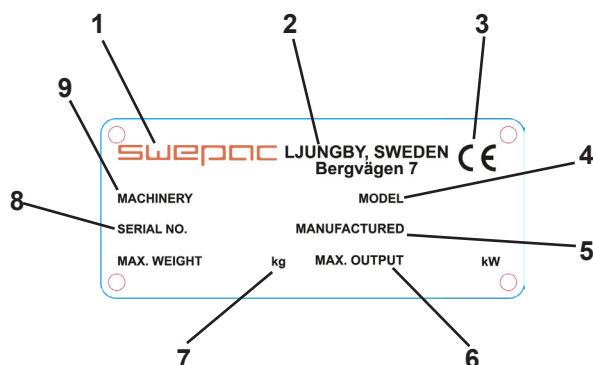 1 2 3
9
swepac LJUNGBY, SWEDEN CE
Bergvägen 7
4
MACHINERY MODEL
8
SERIAL NO. MANUFACTURED
5
MAX. WEIGHT kg MAX. OUTPUT kW
7 6